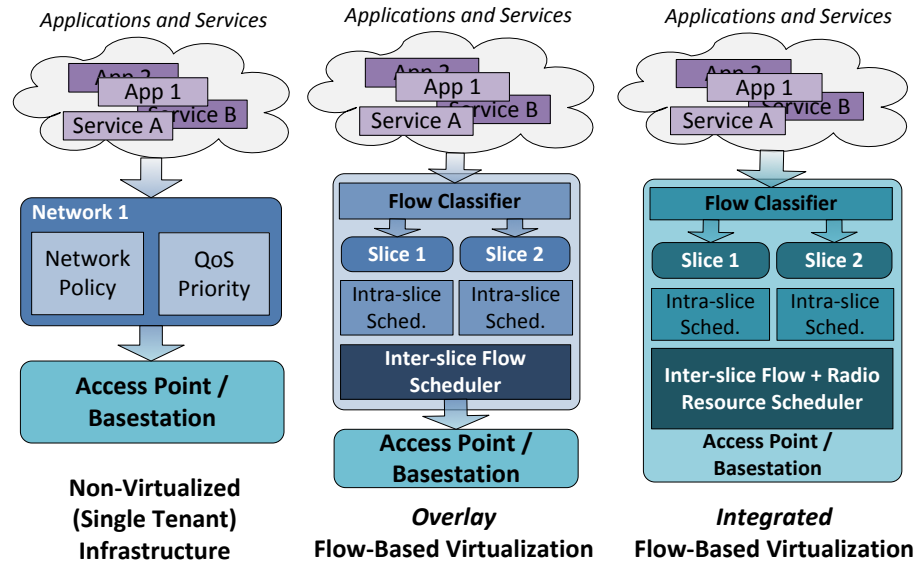 Applications and Services
App 2
App 1
Service B
Service A
Network 1
Network
Policy
QoS
Priority
Access Point /
Basestation
Non-Virtualized
(Single Tenant)
Infrastructure
Applications and Services
App 2
App 1
Service B
Service A
Flow Classifier
Slice 1
Slice 2
Intra-slice
Sched.
Intra-slice
Sched.
Inter-slice Flow
Scheduler
Access Point /
Basestation
Overlay
Flow-Based Virtualization
Applications and Services
App 2
App 1
Service B
Service A
Flow Classifier
Slice 1
Slice 2
Intra-slice
Sched.
Intra-slice
Sched.
Inter-slice Flow + Radio
Resource Scheduler
Access Point /
Basestation
Integrated
Flow-Based Virtualization